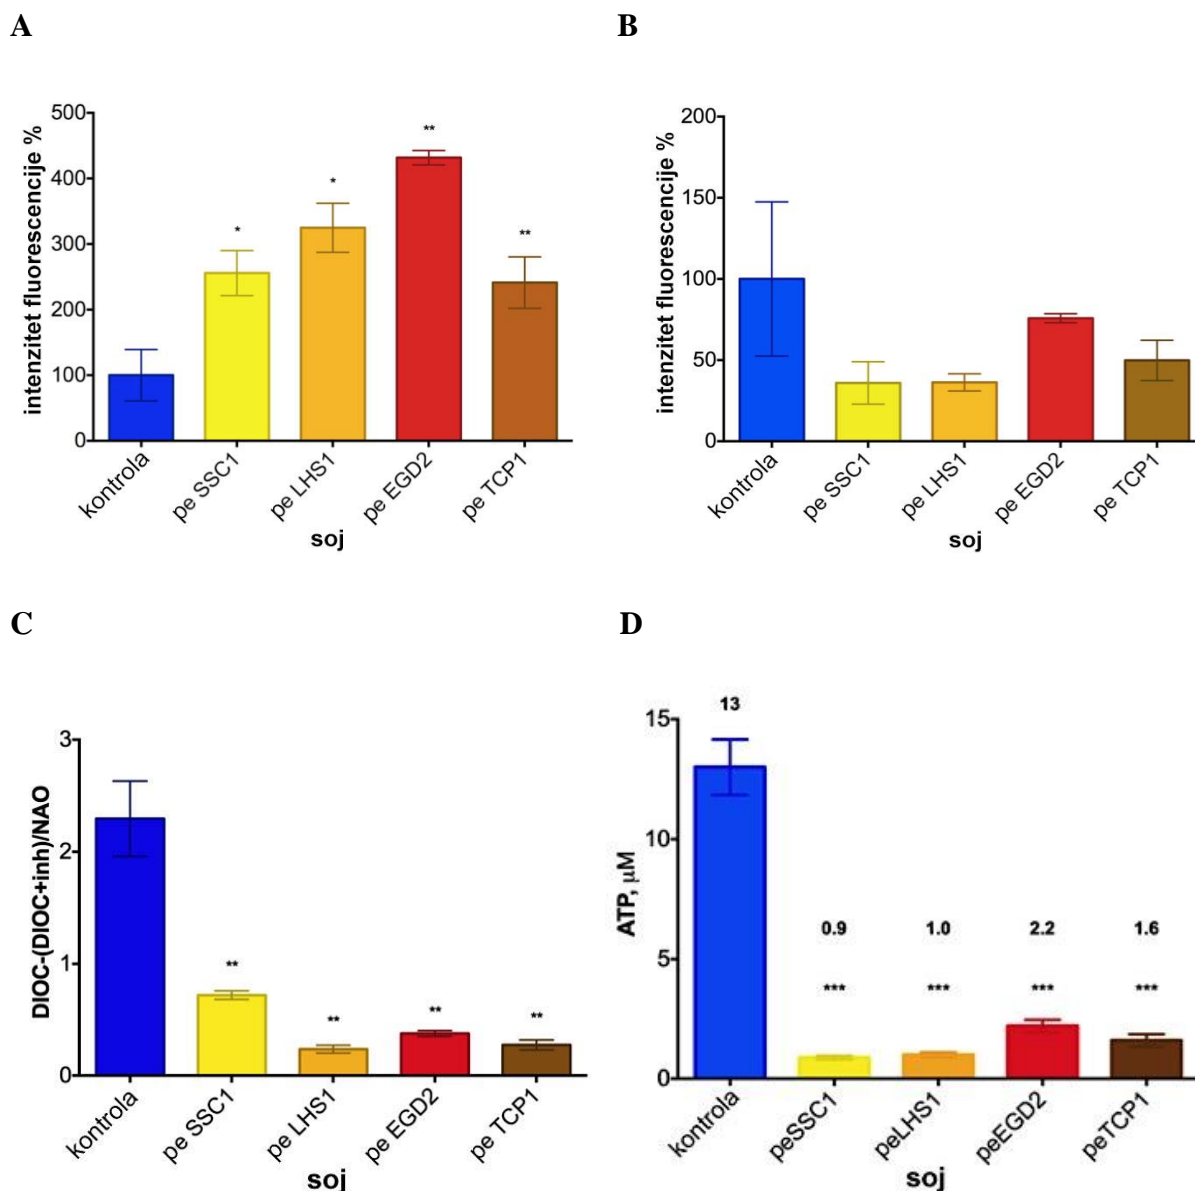 A
intenzitet fluorescencije %
500
400
300
200
100
0
*
*
**
**
kontrola
pe SSC1
pe LHS1
pe EGD2
pe TCP1
soj
B
intenzitet fluorescencije %
200
150
100
50
0
kontrola
pe SSC1
pe LHS1
pe EGD2
pe TCP1
soj
C
DIOC-(DIOC+inh)/NAO
3
2
1
0
**
**
**
**
kontrola
pe SSC1
pe LHS1
pe EGD2
pe TCP1
soj
D
ATP, µM
15
10
5
0
13
0.9
1.0
2.2
1.6
***
***
***
***
kontrola
peSSC1
peLHS1
peEGD2
peTCP1
soj